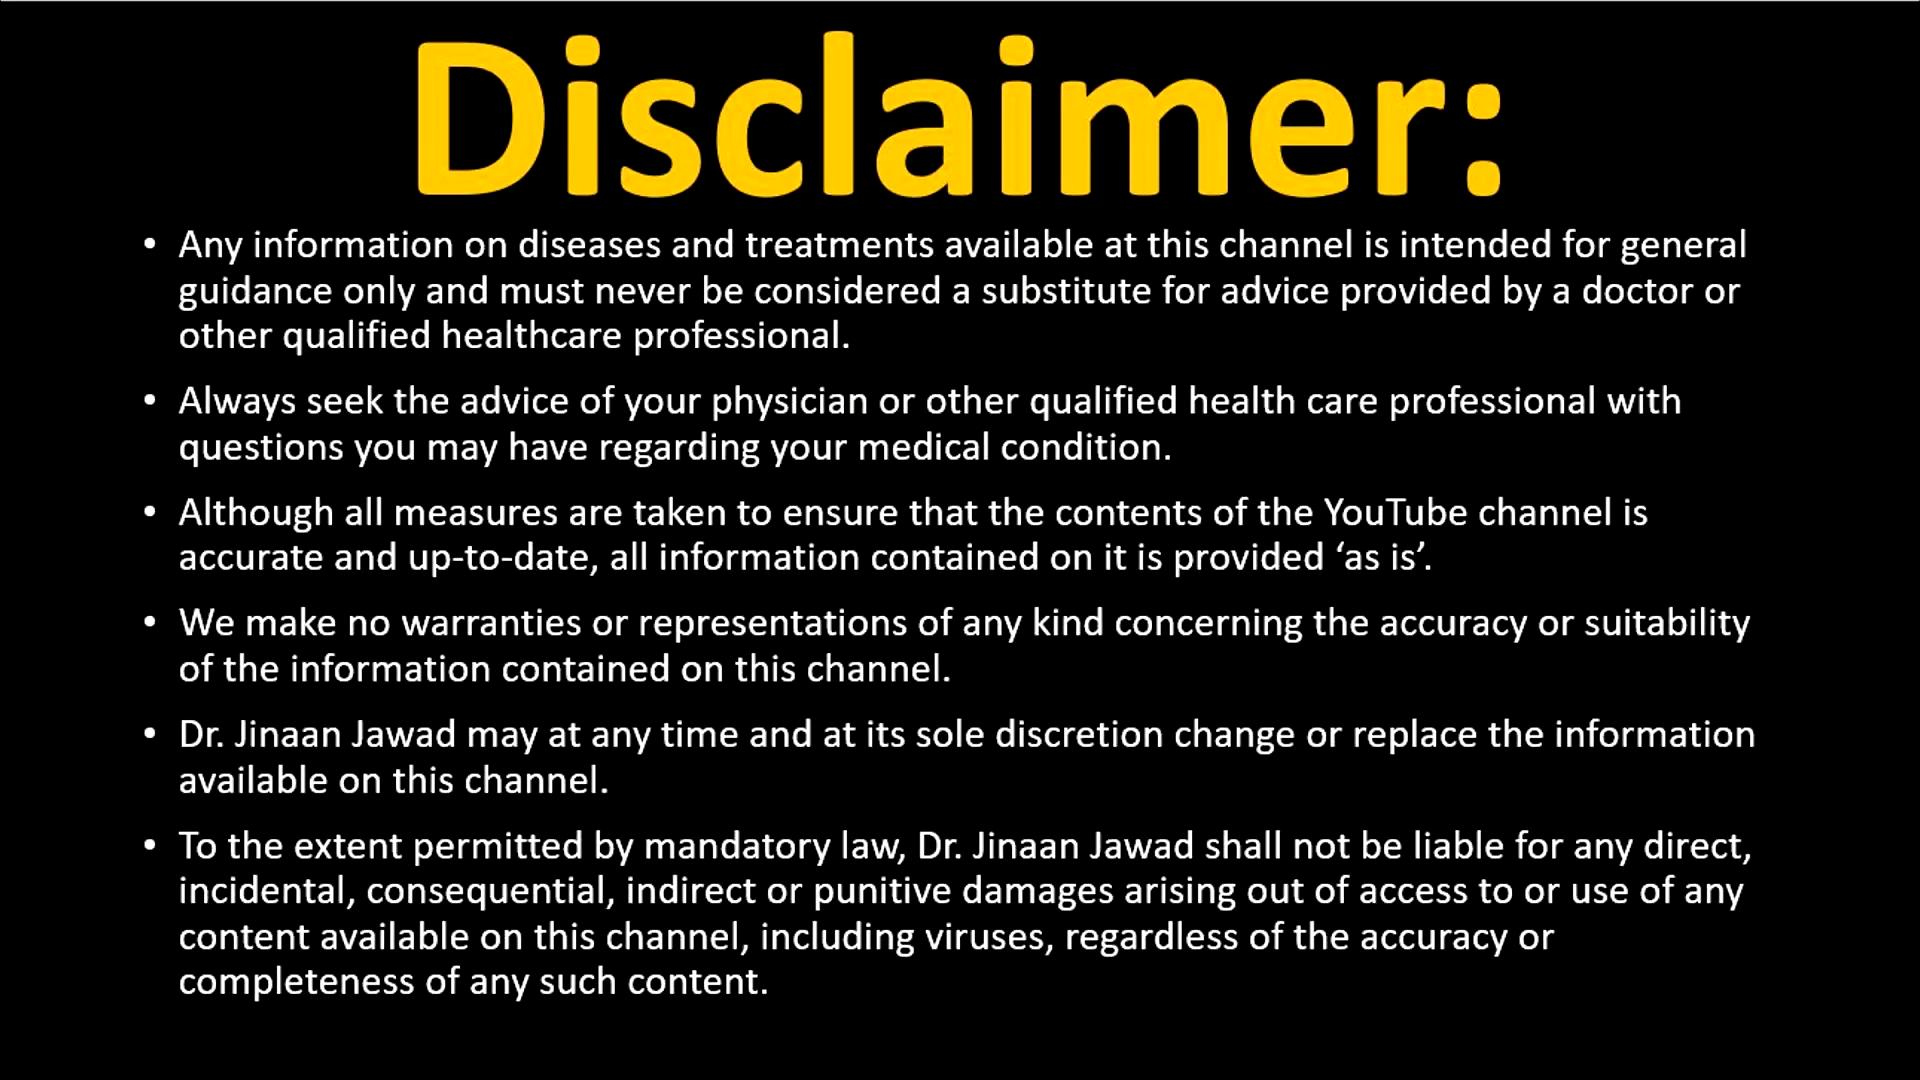 Disclaimer:
• Any information on diseases and treatments available at this channel is intended for general
guidance only and must never be considered a substitute for advice provided by a doctor or
other qualified healthcare professional.
• Always seek the advice of your physician or other qualified health care professional with
questions you may have regarding your medical condition.
• Although all measures are taken to ensure that the contents of the YouTube channel is
accurate and up-to-date, all information contained on it is provided ‘as is’.
• We make no warranties or representations of any kind concerning the accuracy or suitability
of the information contained on this channel.
• Dr. Jinaan Jawad may at any time and at its sole discretion change or replace the information
available on this channel.
• To the extent permitted by mandatory law, Dr. Jinaan Jawad shall not be liable for any direct,
incidental, consequential, indirect or punitive damages arising out of access to or use of any
content available on this channel, including viruses, regardless of the accuracy or
completeness of any such content.